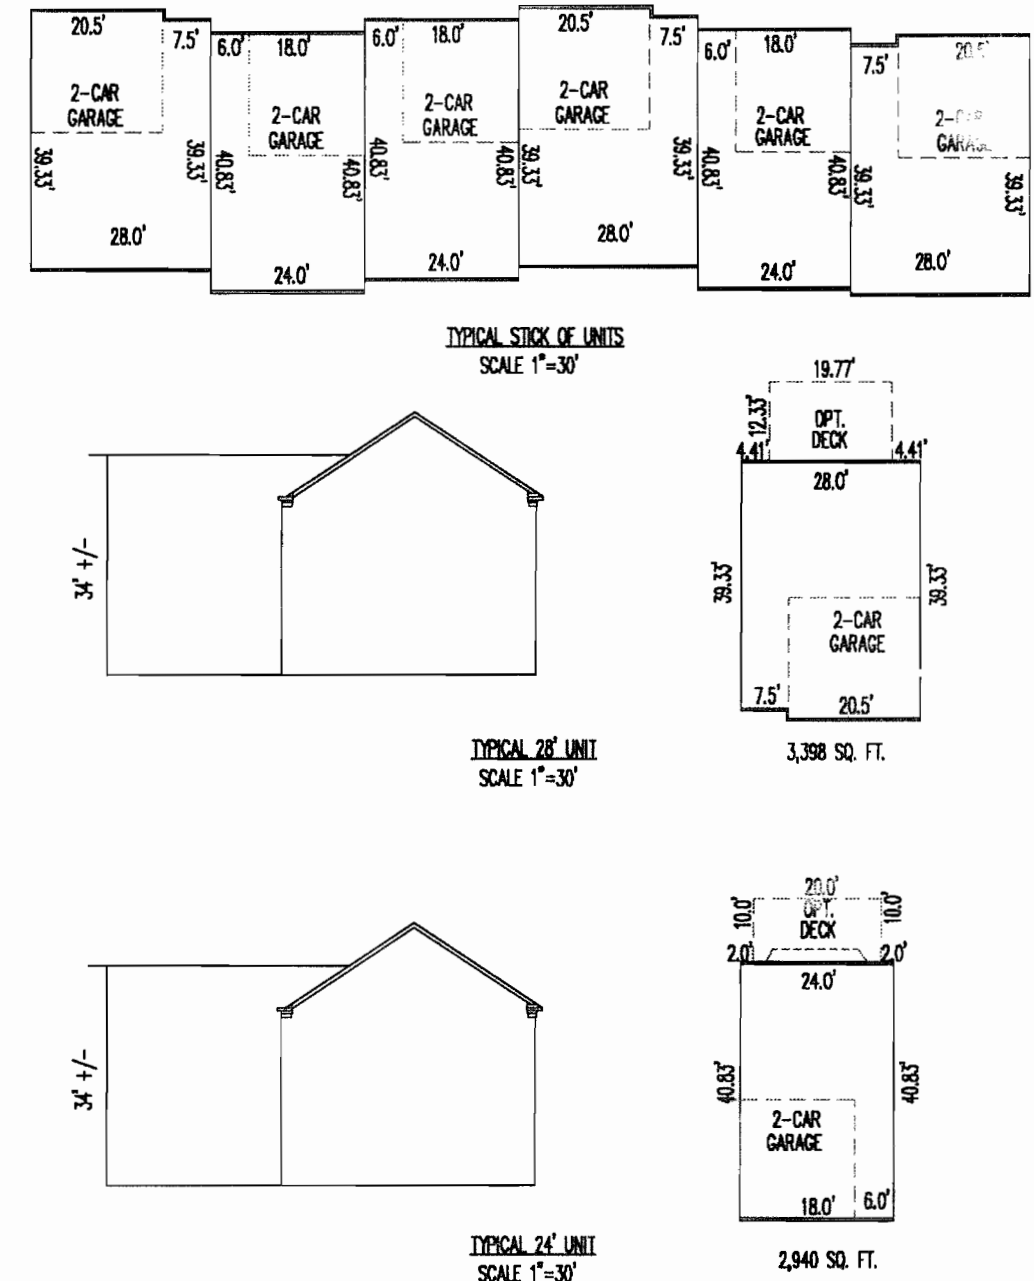 20.5' 7.5' 6.0' 18.0' 6.0' 18.0' 20.5' 7.5' 6.0' 18.0' 7.5' 20.5'
2-CAR GARAGE
2-CAR GARAGE
2-CAR GARAGE
2-CAR GARAGE
2-CAR GARAGE
2-CAR GARAGE
39.33' 39.33' 40.83' 40.83' 40.83' 40.83' 39.33' 39.33' 40.83' 40.83' 39.33' 39.33'
28.0' 24.0' 24.0' 28.0' 24.0' 28.0'
TYPICAL STICK OF UNITS
SCALE 1"=30'
34' +/-
19.77'
12.33'
OPT.
DECK
4.41' 4.41'
28.0'
39.33' 39.33'
2-CAR
GARAGE
7.5' 20.5'
TYPICAL 28' UNIT
SCALE 1"=30'
3,398 SQ. FT.
34' +/-
20.0'
10.0' 10.0'
OPT.
DECK
2.0' 2.0'
24.0'
40.83' 40.83'
2-CAR
GARAGE
18.0' 6.0'
TYPICAL 24' UNIT
SCALE 1"=30'
2,940 SQ. FT.